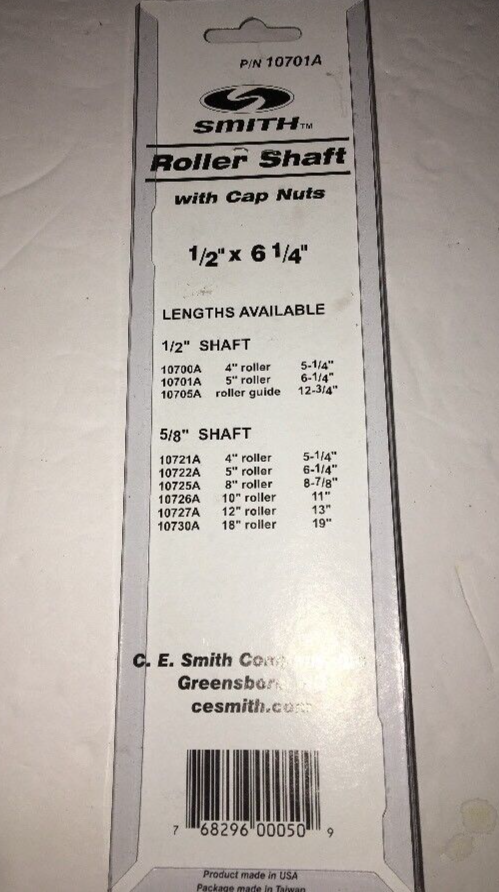 P/N 10701A
SMITH™
Roller Shaft
with Cap Nuts
1/2" x 6 1/4"
LENGTHS AVAILABLE
1/2" SHAFT
10700A 4" roller 5-1/4"
10701A 5" roller 6-1/4"
10705A roller guide 12-3/4"
5/8" SHAFT
10721A 4" roller 5-1/4"
10722A 5" roller 6-1/4"
10725A 8" roller 8-7/8"
10726A 10" roller 11"
10727A 12" roller 13"
10730A 18" roller 19"
C. E. Smith
cesmith.com
7 68296 00050 9
Product made in USA
Package made in Taiwan